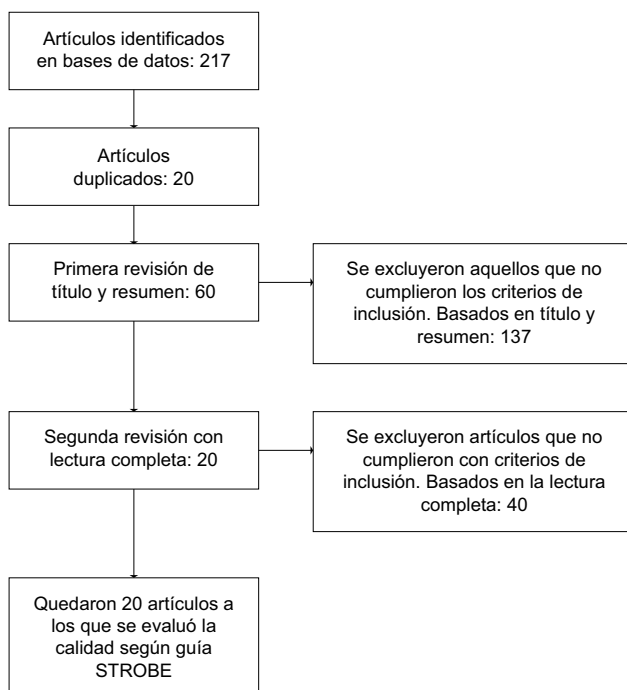 Artículos identificados
en bases de datos: 217
Artículos
duplicados: 20
Primera revisión de
título y resumen: 60
Se excluyeron aquellos que no
cumplieron los criterios de
inclusión. Basados en título y
resumen: 137
Segunda revisión con
lectura completa: 20
Se excluyeron artículos que no
cumplieron con criterios de
inclusión. Basados en la lectura
completa: 40
Quedaron 20 artículos a
los que se evaluó la
calidad según guía
STROBE